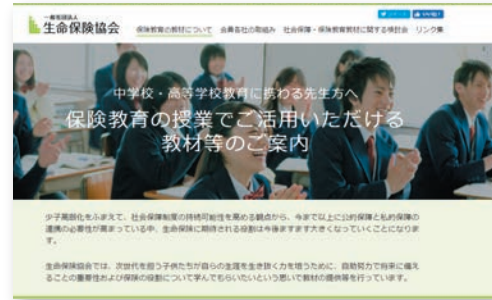 一般社団法人
生命保険協会
保険教育の教材について 会員各社の取組み 社会保障・保険教育教材に関する検討会 リンク集
中学校・高等学校教育に携わる先生方へ
保険教育の授業でご活用いただける
教材等のご案内
少子高齢化をふまえて、社会保障制度の持続可能性を高める観点から、今まで以上に公的保障と私的保障の
連携の必要性が高まっている中、生命保険に期待される役割は今後ますます大きくなっていくことになりま
す。
生命保険協会では、次世代を担う子供たちが自らの生涯を生き抜く力を培うために、自助努力で将来に備え
ることの重要性および保険の役割について学んでもらいたいという思いで教材の提供等を行っています。